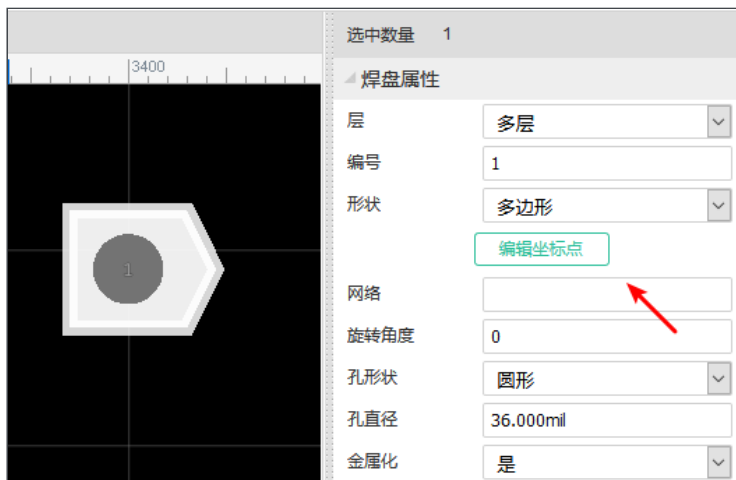 选中数量 1
3400
焊盘属性
层 多层
编号 1
形状 多边形
编辑坐标点
1
网络
旋转角度 0
孔形状 圆形
孔直径 36.000mil
金属化 是